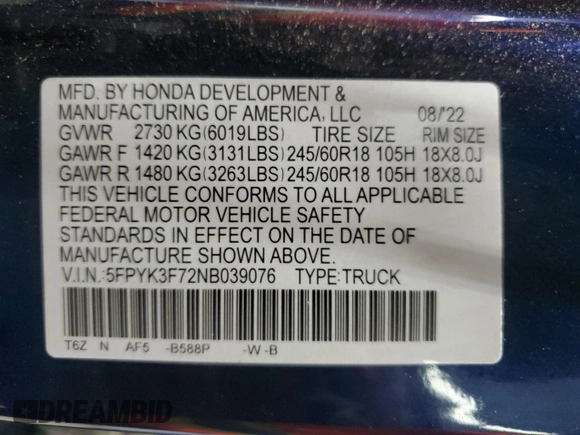 MFD. BY HONDA DEVELOPMENT &
MANUFACTURING OF AMERICA, LLC 08/'22
GVWR 2730 KG(6019LBS) TIRE SIZE RIM SIZE
GAWR F 1420 KG(3131LBS) 245/60R18 105H 18X8.0J
GAWR R 1480 KG(3263LBS) 245/60R18 105H 18X8.0J
THIS VEHICLE CONFORMS TO ALL APPLICABLE
FEDERAL MOTOR VEHICLE SAFETY
STANDARDS IN EFFECT ON THE DATE OF
MANUFACTURE SHOWN ABOVE.
V.I.N.:5FPYK3F72NB039076 TYPE:TRUCK
T6Z N AF5 -B588P -W -B
DREAMBID